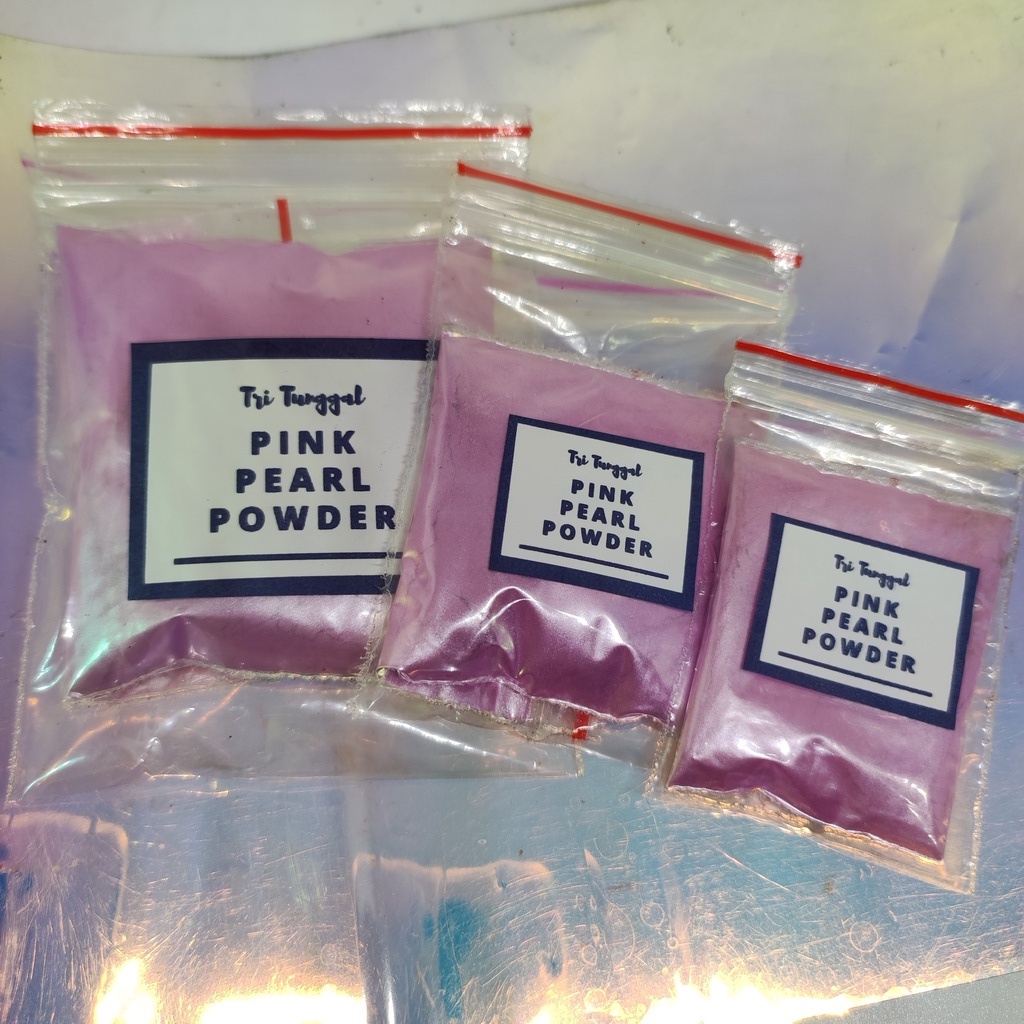 Tri Tunggal
PINK
PEARL
POWDER
Tri Tunggal
PINK
PEARL
POWDER
Tri Tunggal
PINK
PEARL
POWDER